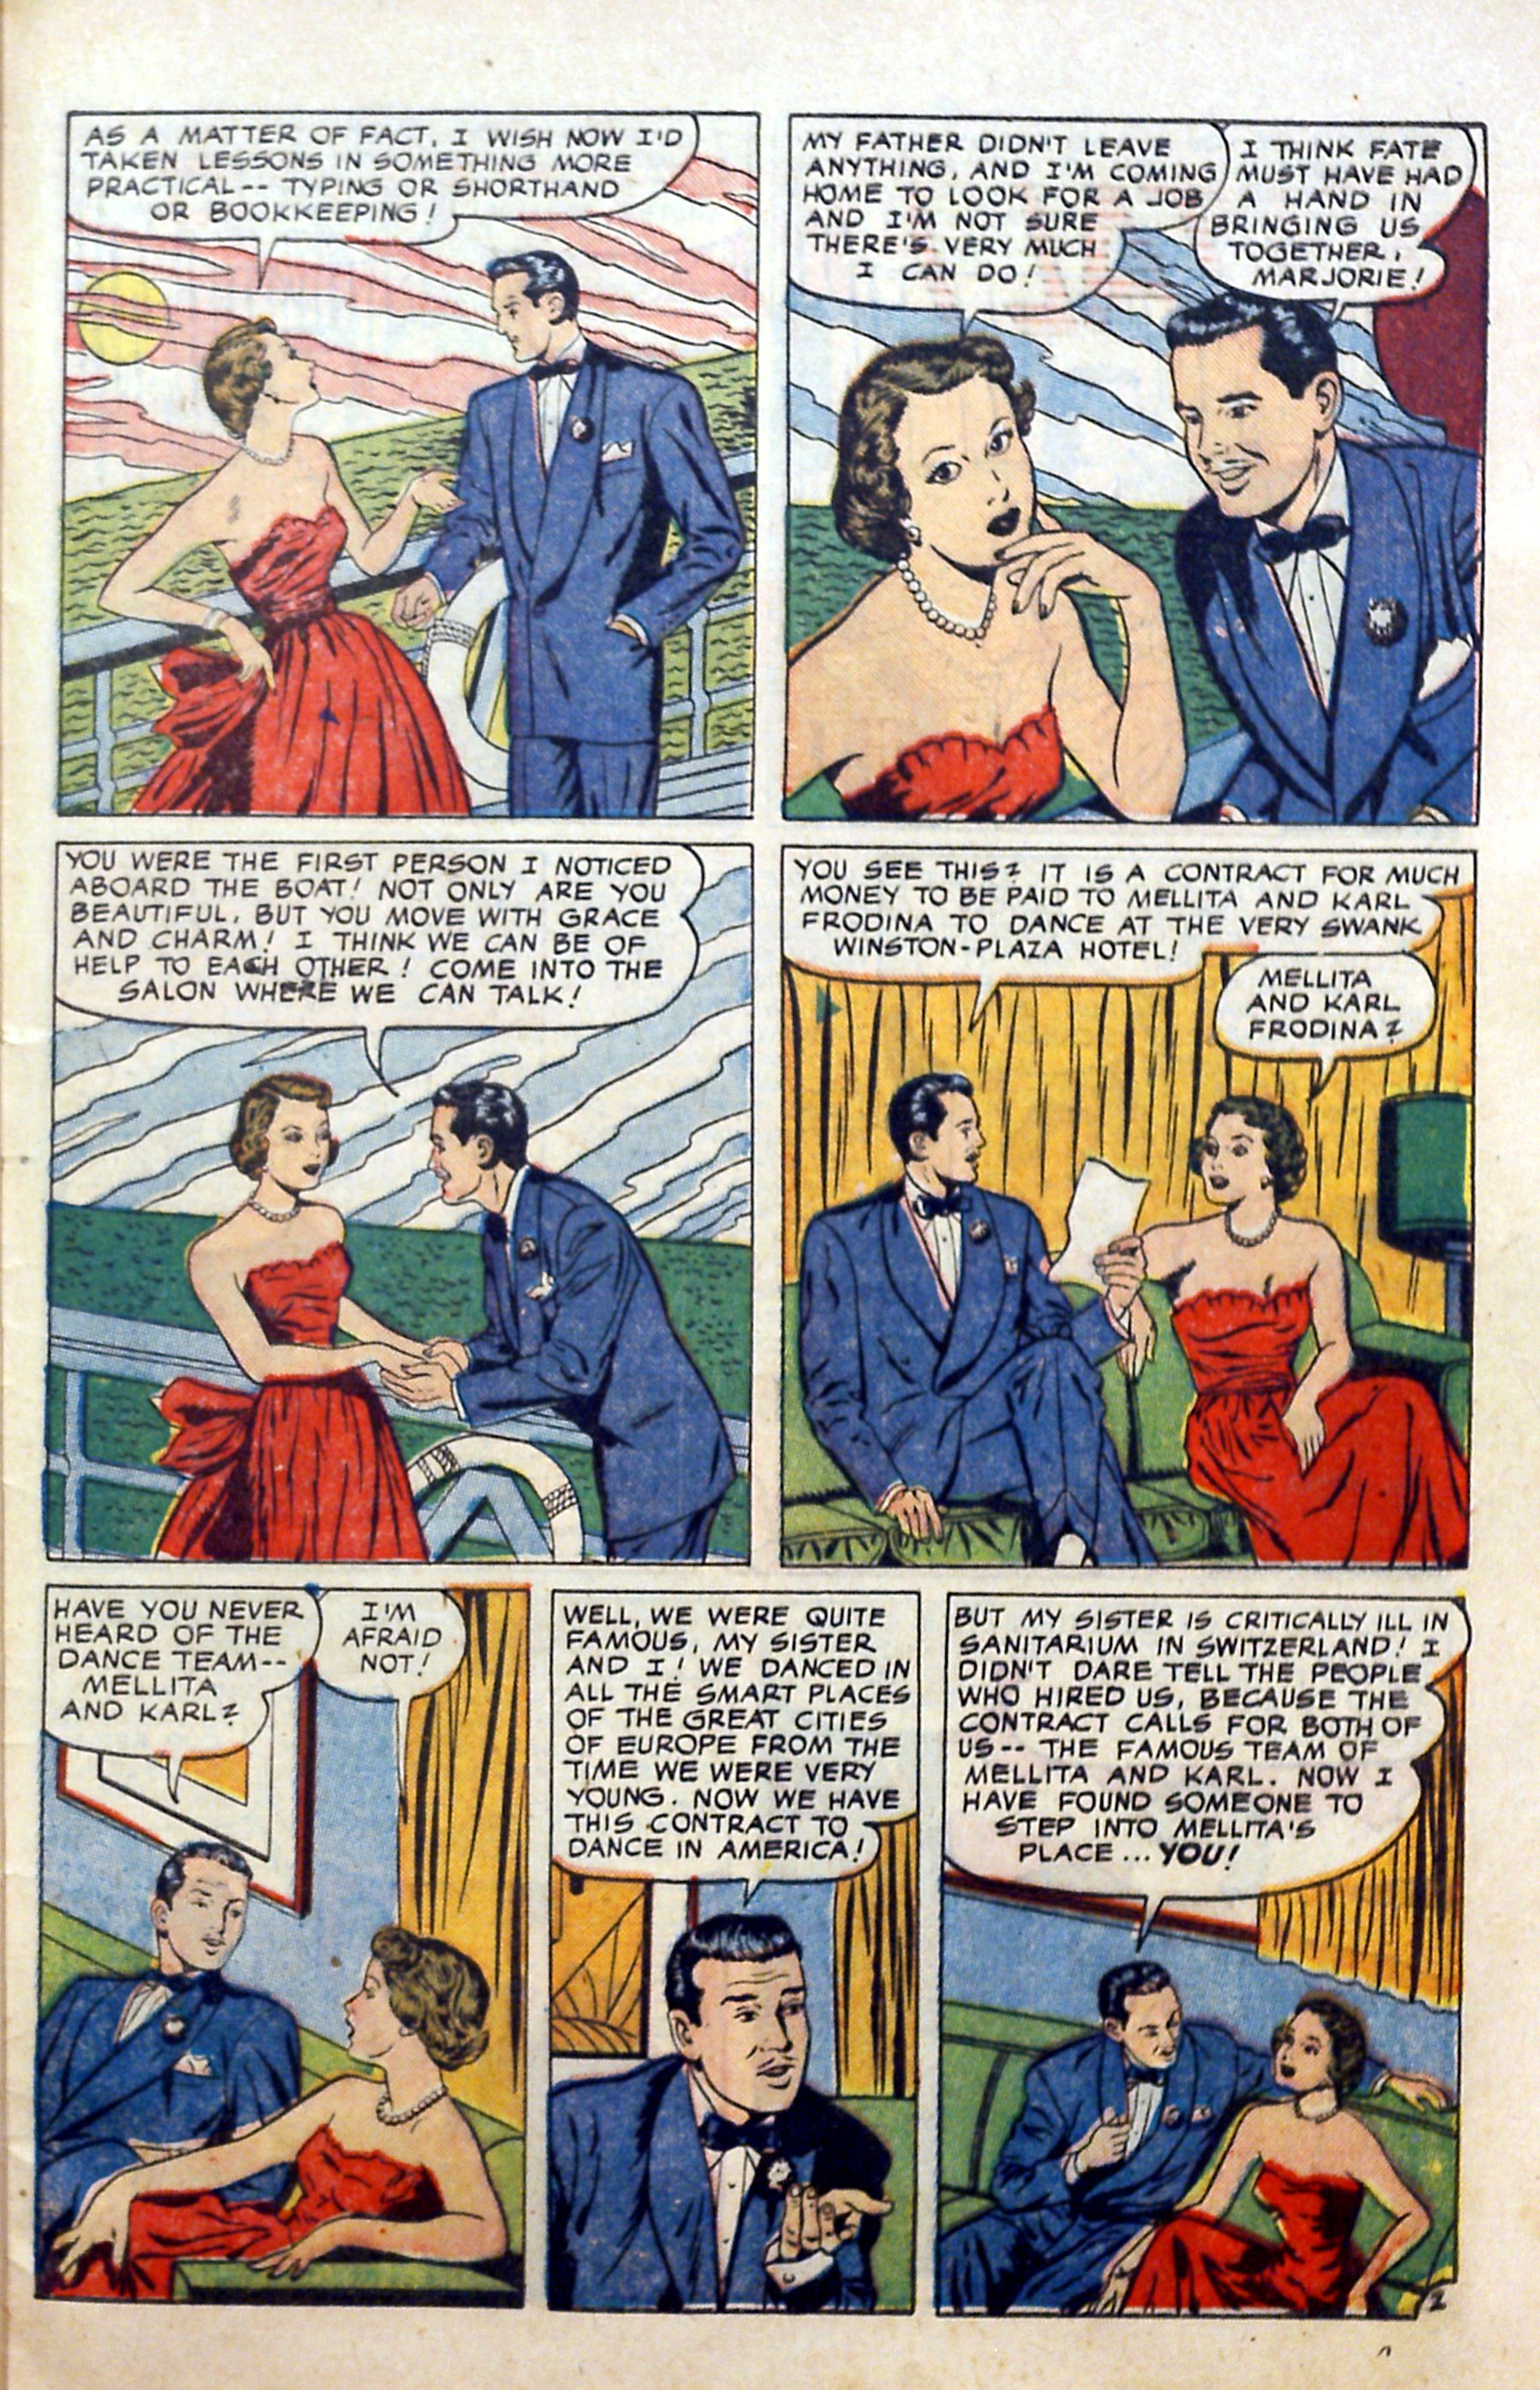 AS A MATTER OF FACT, I WISH NOW I'D
TAKEN LESSONS IN SOMETHING MORE
PRACTICAL-- TYPING OR SHORTHAND
OR BOOKKEEPING!
MY FATHER DIDN'T LEAVE
ANYTHING, AND I'M COMING
HOME TO LOOK FOR A JOB
AND I'M NOT SURE
THERE'S VERY MUCH
I CAN DO!
I THINK FATE
MUST HAVE HAD
A HAND IN
BRINGING US
TOGETHER,
MARJORIE!
YOU WERE THE FIRST PERSON I NOTICED
ABOARD THE BOAT! NOT ONLY ARE YOU
BEAUTIFUL, BUT YOU MOVE WITH GRACE
AND CHARM! I THINK WE CAN BE OF
HELP TO EACH OTHER! COME INTO THE
SALON WHERE WE CAN TALK!
YOU SEE THIS? IT IS A CONTRACT FOR MUCH
MONEY TO BE PAID TO MELLITA AND KARL
FRODINA TO DANCE AT THE VERY SWANK
WINSTON-PLAZA HOTEL!
MELLITA
AND KARL
FRODINA?
HAVE YOU NEVER
HEARD OF THE
DANCE TEAM--
MELLITA
AND KARL?
I'M
AFRAID
NOT!
WELL, WE WERE QUITE
FAMOUS, MY SISTER
AND I! WE DANCED IN
ALL THE SMART PLACES
OF THE GREAT CITIES
OF EUROPE FROM THE
TIME WE WERE VERY
YOUNG. NOW WE HAVE
THIS CONTRACT TO
DANCE IN AMERICA!
BUT MY SISTER IS CRITICALLY ILL IN
SANITARIUM IN SWITZERLAND! I
DIDN'T DARE TELL THE PEOPLE
WHO HIRED US, BECAUSE THE
CONTRACT CALLS FOR BOTH OF
US-- THE FAMOUS TEAM OF
MELLITA AND KARL. NOW I
HAVE FOUND SOMEONE TO
STEP INTO MELLITA'S
PLACE... YOU!
2